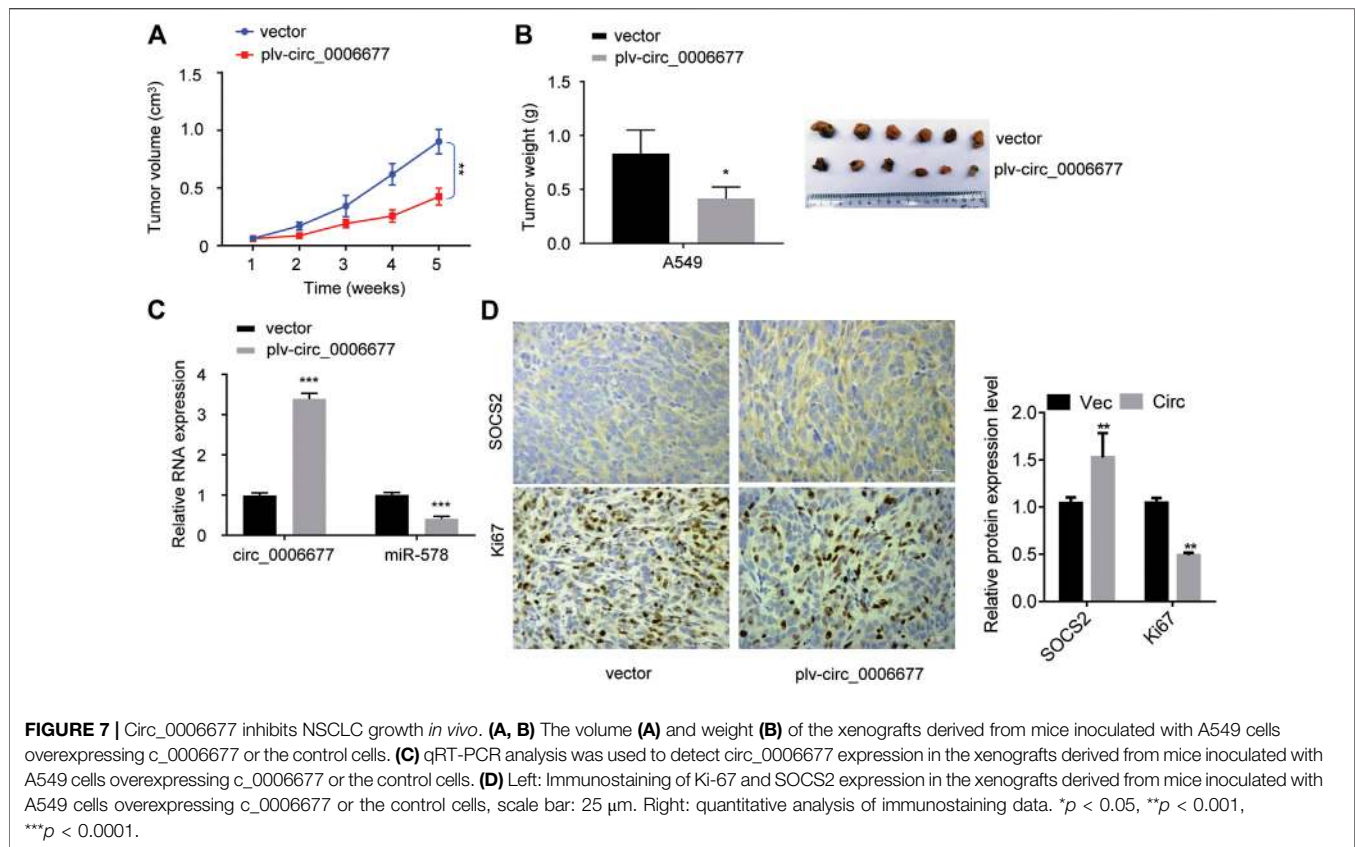 A
vector
plv-circ_0006677
Tumor volume (cm³)
1.5
1.0
0.5
0
1 2 3 4 5
Time (weeks)
**
B
vector
plv-circ_0006677
Tumor weight (g)
1.5
1.0
0.5
0.0
*
A549
vector
plv-circ_0006677
C
vector
plv-circ_0006677
Relative RNA expression
4
3
2
1
0
***
***
circ_0006677 miR-578
D
SOCS2
Ki67
vector plv-circ_0006677
Vec Circ
Relative protein expression level
2.0
1.5
1.0
0.5
0.0
**
**
SOCS2
Ki67
FIGURE 7 | Circ_0006677 inhibits NSCLC growth in vivo. (A, B) The volume (A) and weight (B) of the xenografts derived from mice inoculated with A549 cells
overexpressing c_0006677 or the control cells. (C) qRT-PCR analysis was used to detect circ_0006677 expression in the xenografts derived from mice inoculated with
A549 cells overexpressing c_0006677 or the control cells. (D) Left: Immunostaining of Ki-67 and SOCS2 expression in the xenografts derived from mice inoculated with
A549 cells overexpressing c_0006677 or the control cells, scale bar: 25 μm. Right: quantitative analysis of immunostaining data. *p < 0.05, **p < 0.001,
***p < 0.0001.